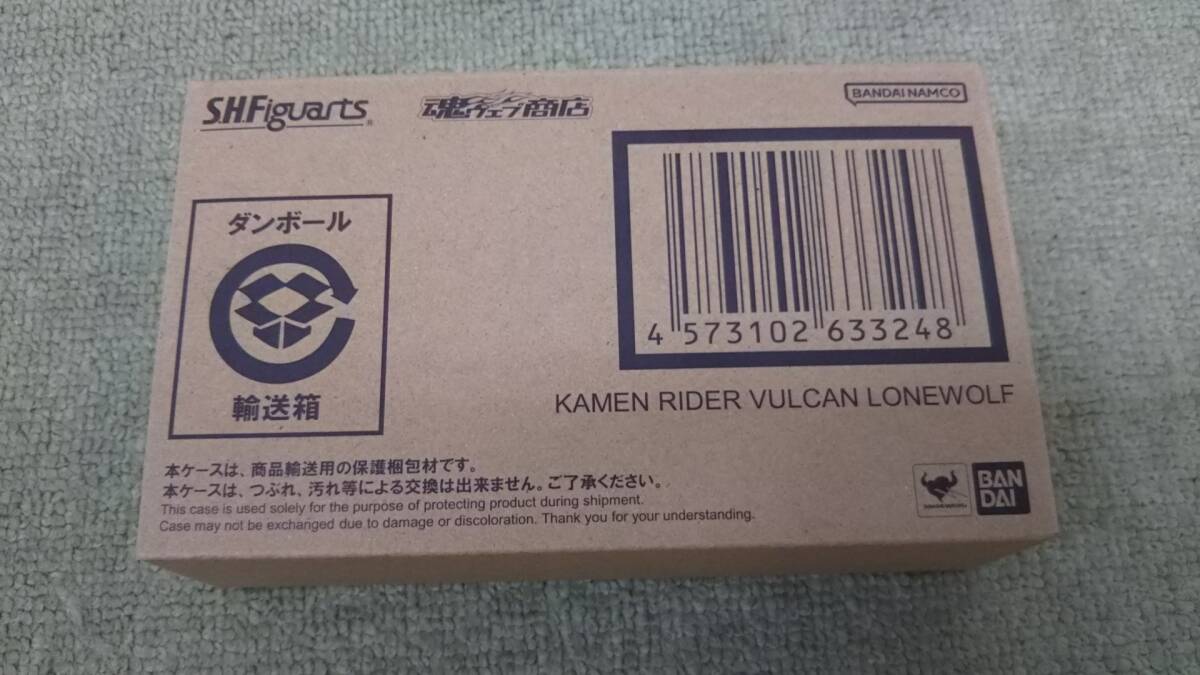 S.H.Figuarts®
魂ウェブ商店
BANDAI NAMCO
ダンボール
輸送箱
4 573102 633248
KAMEN RIDER VULCAN LONEWOLF
本ケースは、商品輸送用の保護梱包材です。
本ケースは、つぶれ、汚れ等による交換は出来ません。ご了承ください。
This case is used solely for the purpose of protecting product during shipment.
Case may not be exchanged due to damage or discoloration. Thank you for your understanding.
BAN
DAI